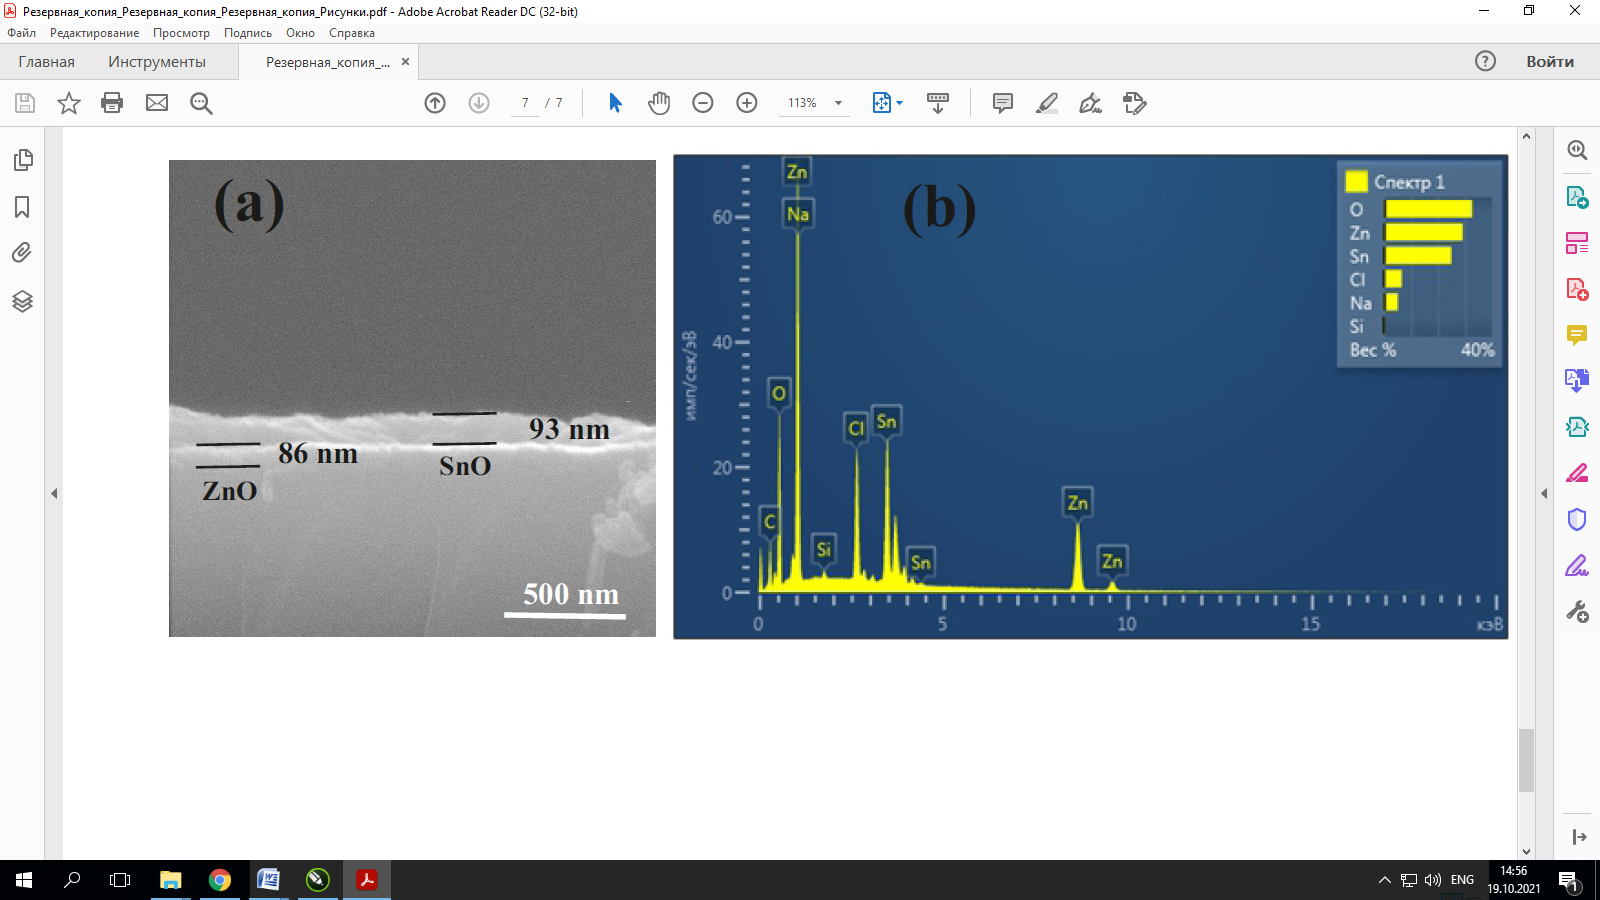 Резервная_копия_Резервная_копия_Резервная_копия_Рисунки.pdf - Adobe Acrobat Reader DC (32-bit)
Файл Редактирование Просмотр Подпись Окно Справка
Главная Инструменты Резервная_копия_... × Войти
7 / 7 113%
(a)
93 nm
86 nm
SnO
ZnO
500 nm
(b)
Zn
Na
O
C
Si
Cl
Sn
Sn
Zn
Zn
имп/сек/эВ
60
40
20
0
0 5 10 15 кэВ
Спектр 1
O
Zn
Sn
Cl
Na
Si
Вес % 40%
ENG
14:56
19.10.2021
1